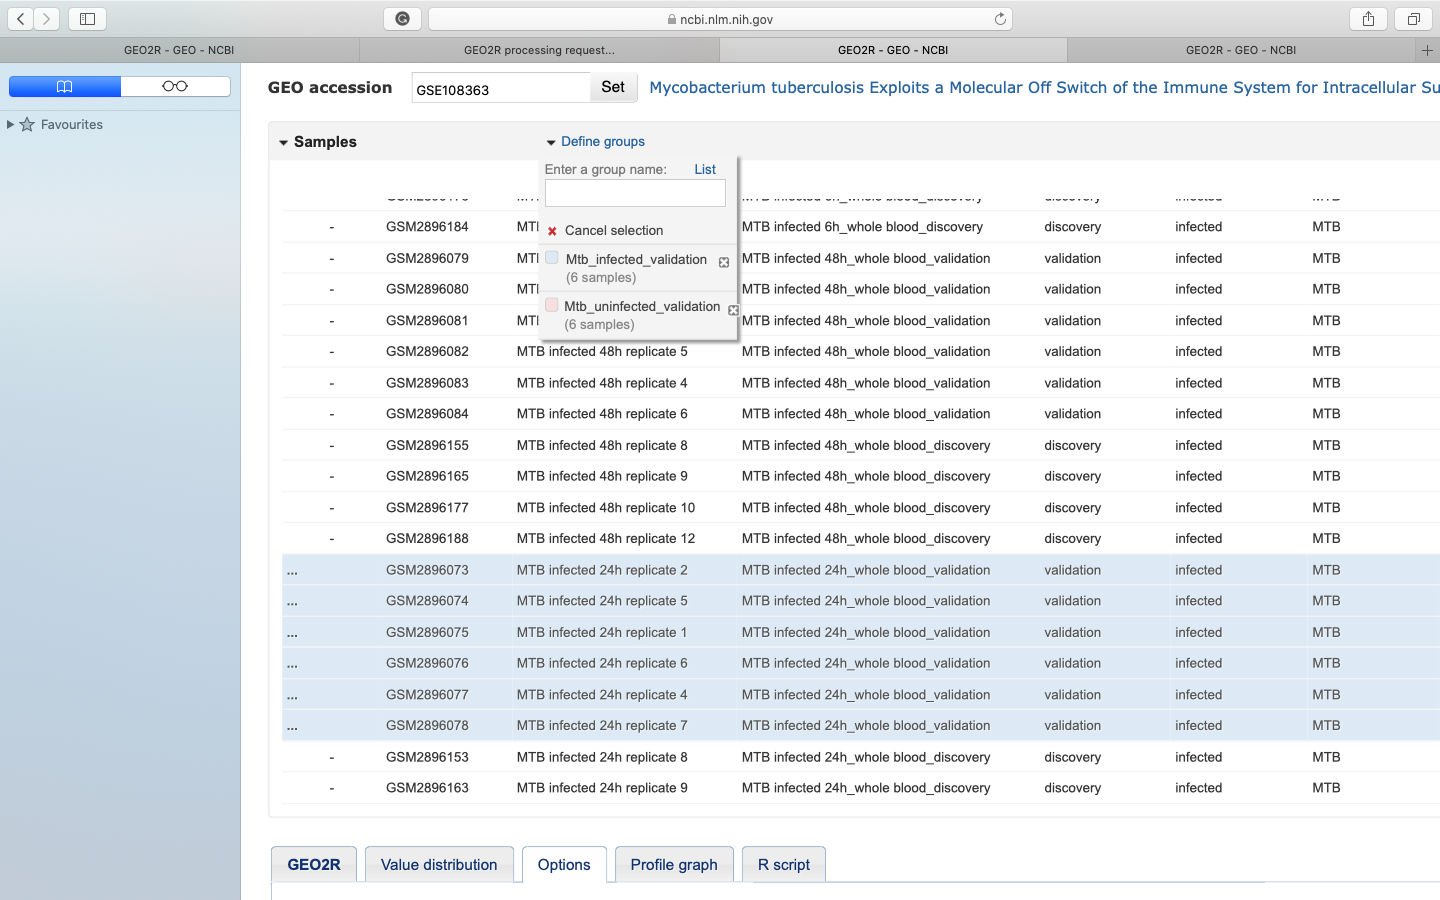 ncbi.nlm.nih.gov
GEO2R - GEO - NCBI
GEO2R processing request...
GEO2R - GEO - NCBI
GEO2R - GEO - NCBI
Favourites
GEO accession GSE108363 Set Mycobacterium tuberculosis Exploits a Molecular Off Switch of the Immune System for Intracellular Su
Samples
Define groups
Enter a group name: List
Cancel selection
Mtb_infected_validation
(6 samples)
Mtb_uninfected_validation
(6 samples)
- GSM2896184 MTI MTB infected 6h_whole blood_discovery discovery infected MTB
- GSM2896079 MTI MTB infected 48h_whole blood_validation validation infected MTB
- GSM2896080 MTI MTB infected 48h_whole blood_validation validation infected MTB
- GSM2896081 MTI MTB infected 48h_whole blood_validation validation infected MTB
- GSM2896082 MTB infected 48h replicate 5 MTB infected 48h_whole blood_validation validation infected MTB
- GSM2896083 MTB infected 48h replicate 4 MTB infected 48h_whole blood_validation validation infected MTB
- GSM2896084 MTB infected 48h replicate 6 MTB infected 48h_whole blood_validation validation infected MTB
- GSM2896155 MTB infected 48h replicate 8 MTB infected 48h_whole blood_discovery discovery infected MTB
- GSM2896165 MTB infected 48h replicate 9 MTB infected 48h_whole blood_discovery discovery infected MTB
- GSM2896177 MTB infected 48h replicate 10 MTB infected 48h_whole blood_discovery discovery infected MTB
- GSM2896188 MTB infected 48h replicate 12 MTB infected 48h_whole blood_discovery discovery infected MTB
... GSM2896073 MTB infected 24h replicate 2 MTB infected 24h_whole blood_validation validation infected MTB
... GSM2896074 MTB infected 24h replicate 5 MTB infected 24h_whole blood_validation validation infected MTB
... GSM2896075 MTB infected 24h replicate 1 MTB infected 24h_whole blood_validation validation infected MTB
... GSM2896076 MTB infected 24h replicate 6 MTB infected 24h_whole blood_validation validation infected MTB
... GSM2896077 MTB infected 24h replicate 4 MTB infected 24h_whole blood_validation validation infected MTB
... GSM2896078 MTB infected 24h replicate 7 MTB infected 24h_whole blood_validation validation infected MTB
- GSM2896153 MTB infected 24h replicate 8 MTB infected 24h_whole blood_discovery discovery infected MTB
- GSM2896163 MTB infected 24h replicate 9 MTB infected 24h_whole blood_discovery discovery infected MTB
GEO2R Value distribution Options Profile graph R script